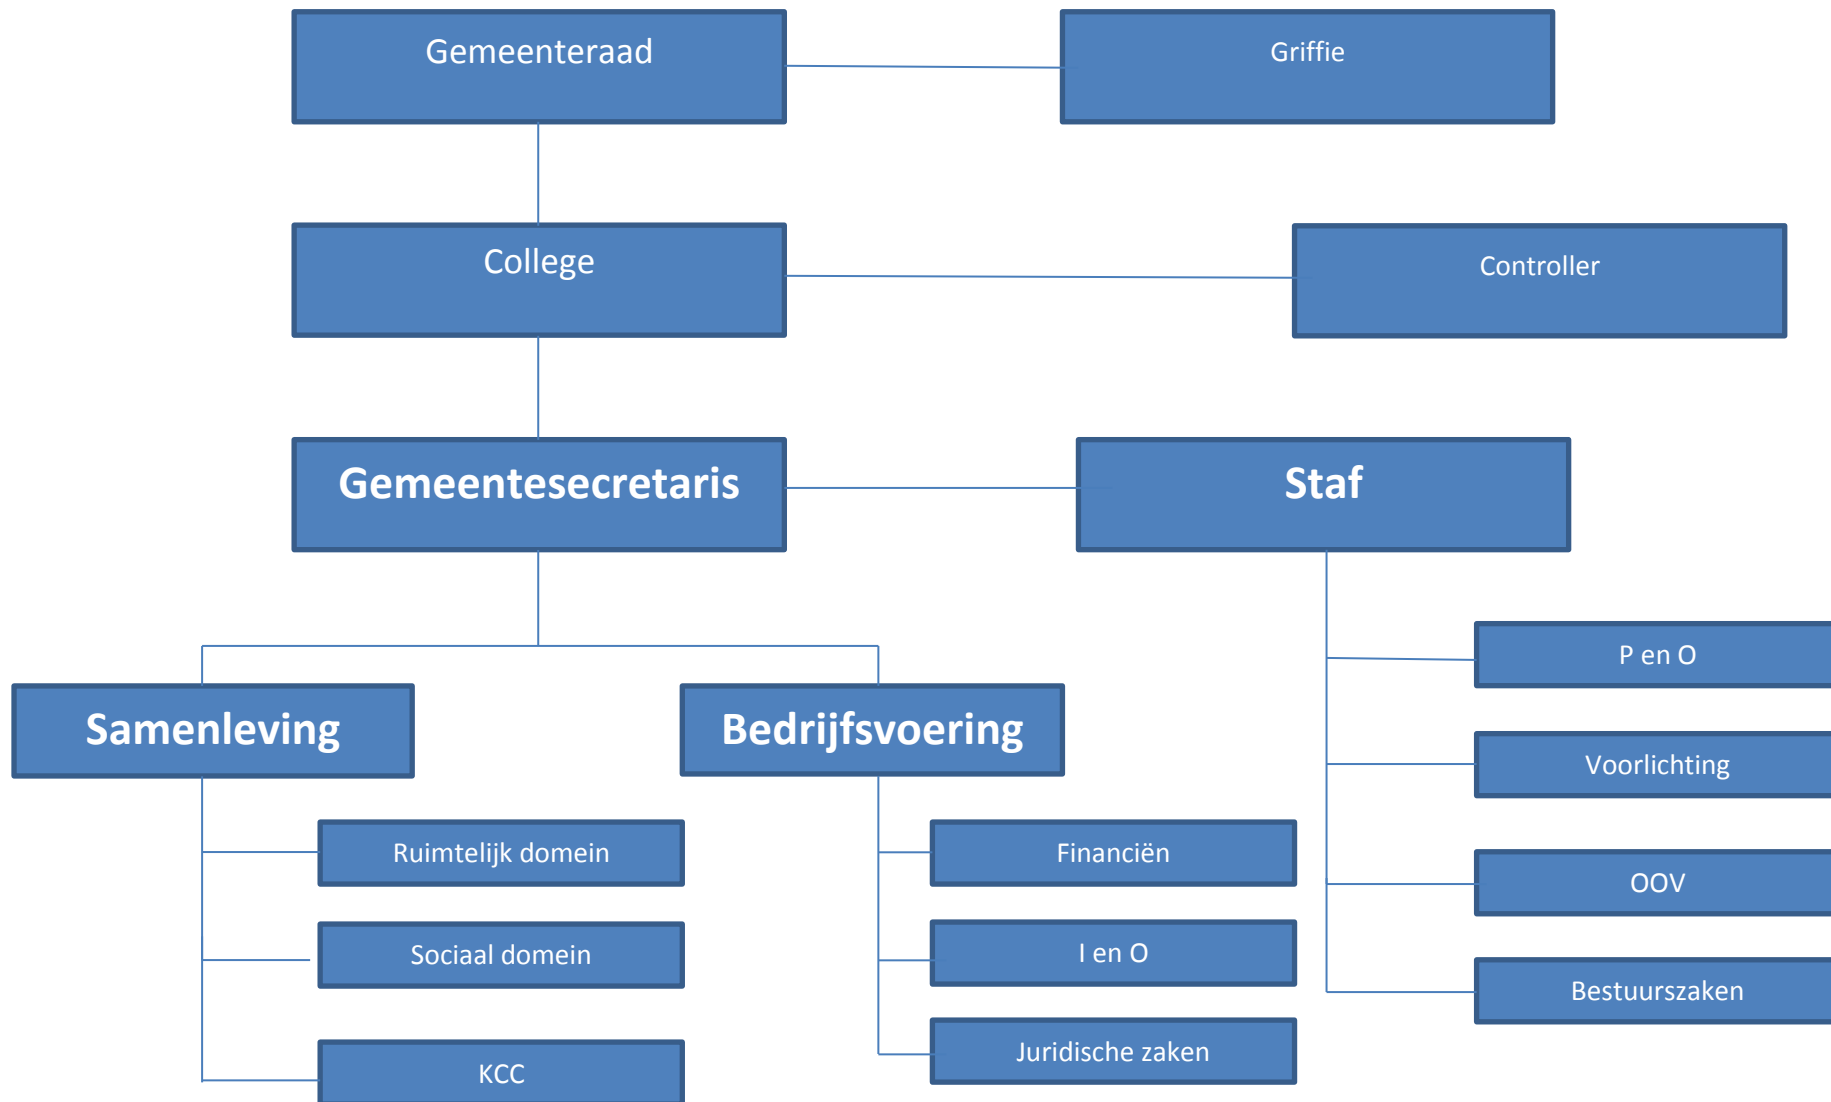 Gemeenteraad
Griffie
College
Controller
Gemeentesecretaris
Staf
Samenleving
Bedrijfsvoering
Ruimtelijk domein
Sociaal domein
KCC
Financiën
I en O
Juridische zaken
P en O
Voorlichting
OOV
Bestuurszaken